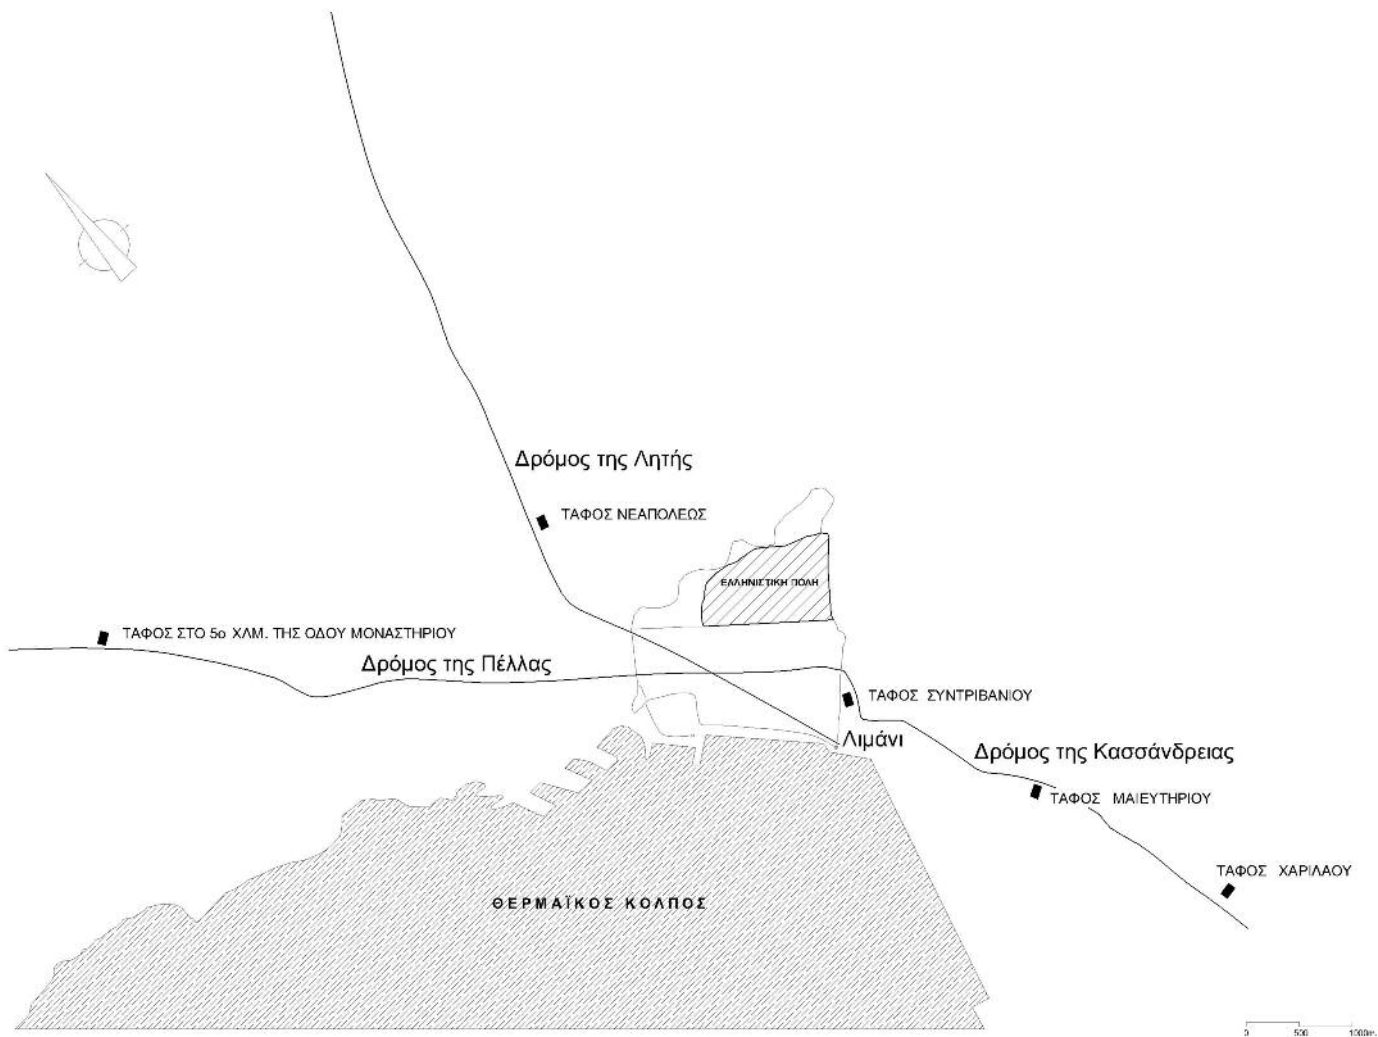 Δρόμος της Λητής
ΤΑΦΟΣ ΝΕΑΠΟΛΕΩΣ
ΕΛΛΗΝΙΣΤΙΚΗ ΠΟΛΗ
ΤΑΦΟΣ ΣΤΟ 5ο ΧΛΜ. ΤΗΣ ΟΔΟΥ ΜΟΝΑΣΤΗΡΙΟΥ
Δρόμος της Πέλλας
ΤΑΦΟΣ ΣΥΝΤΡΙΒΑΝΙΟΥ
Λιμάνι
Δρόμος της Κασσάνδρειας
ΤΑΦΟΣ ΜΑΙΕΥΤΗΡΙΟΥ
ΤΑΦΟΣ ΧΑΡΙΛΑΟΥ
ΘΕΡΜΑΪΚΟΣ ΚΟΛΠΟΣ
0 500 1000m.